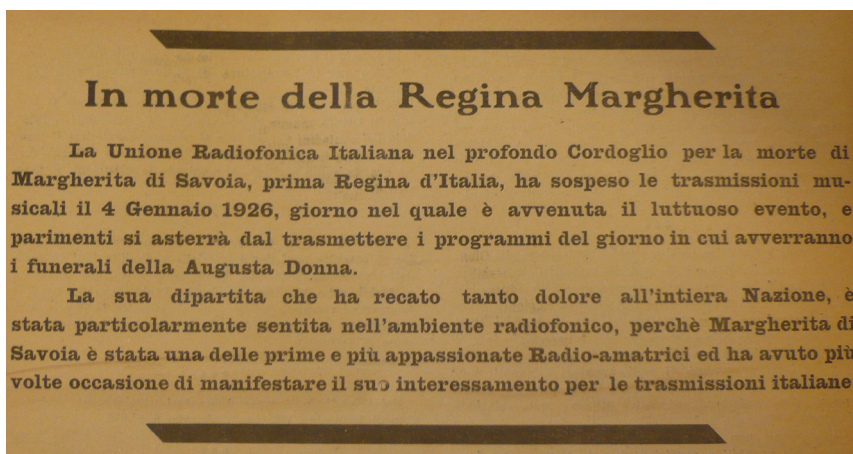 In morte della Regina Margherita
La Unione Radiofonica Italiana nel profondo Cordoglio per la morte di
Margherita di Savoia, prima Regina d'Italia, ha sospeso le trasmissioni mu-
sicali il 4 Gennaio 1926, giorno nel quale è avvenuta il luttuoso evento, e
parimenti si asterrà dal trasmettere i programmi del giorno in cui avverranno
i funerali della Augusta Donna.
La sua dipartita che ha recato tanto dolore all'intiera Nazione, è
stata particolarmente sentita nell'ambiente radiofonico, perchè Margherita di
Savoia è stata una delle prime e più appassionate Radio-amatrici ed ha avuto più
volte occasione di manifestare il suo interessamento per le trasmissioni italiane